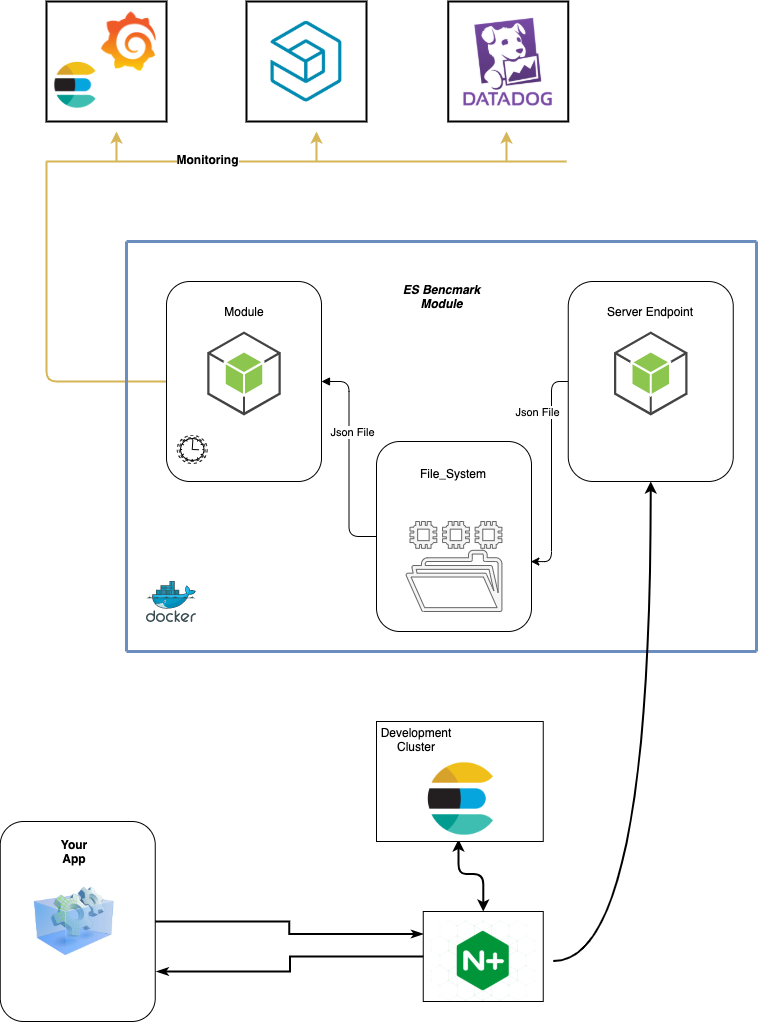 DATADOG
Monitoring
ES Bencmark
Module
Module
Server Endpoint
Json File
Json File
File_System
docker
Development
Cluster
Your
App
N+